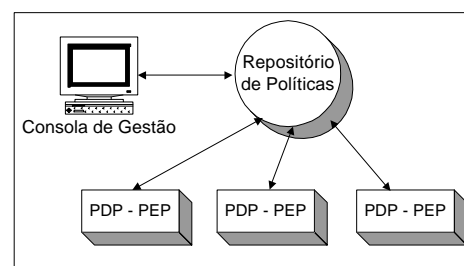 Repositório
de Políticas
Consola de Gestão
PDP - PEP
PDP - PEP
PDP - PEP